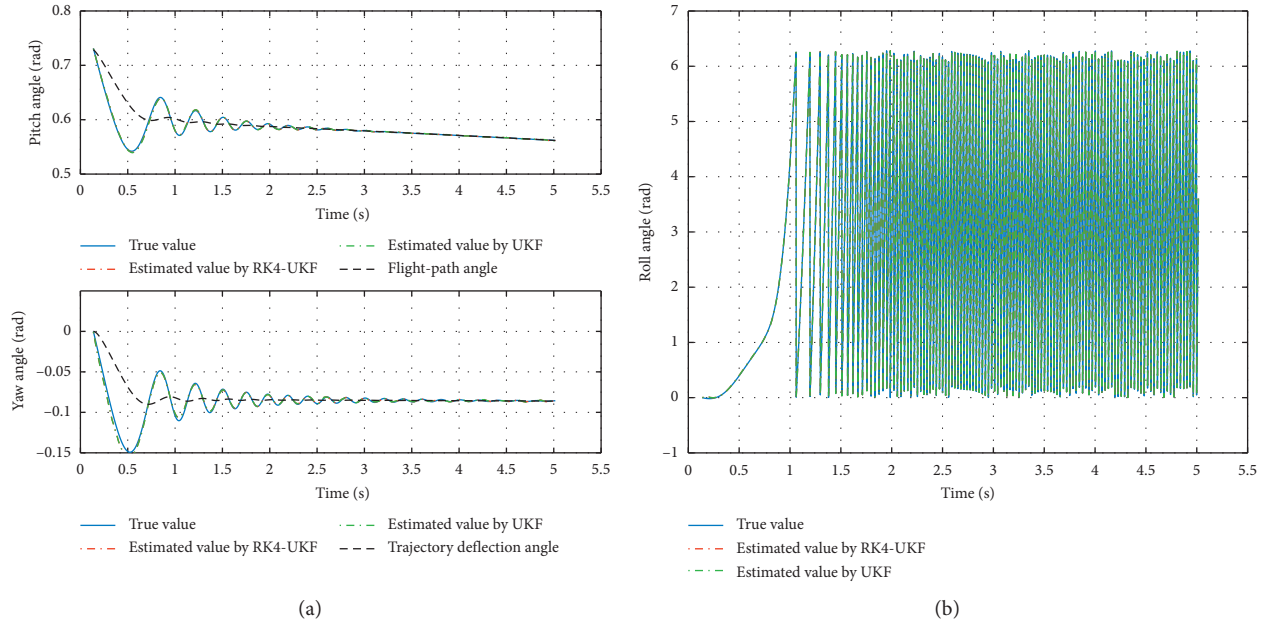 0.8
0.7
0.6
0.5
Pitch angle (rad)
0 0.5 1 1.5 2 2.5 3 3.5 4 4.5 5 5.5
Time (s)
True value
Estimated value by UKF
Estimated value by RK4-UKF
Flight-path angle
0
−0.05
−0.1
−0.15
Yaw angle (rad)
0 0.5 1 1.5 2 2.5 3 3.5 4 4.5 5 5.5
Time (s)
True value
Estimated value by UKF
Estimated value by RK4-UKF
Trajectory deflection angle
(a)
7
6
5
4
3
2
1
0
−1
Roll angle (rad)
0 0.5 1 1.5 2 2.5 3 3.5 4 4.5 5 5.5
Time (s)
True value
Estimated value by RK4-UKF
Estimated value by UKF
(b)